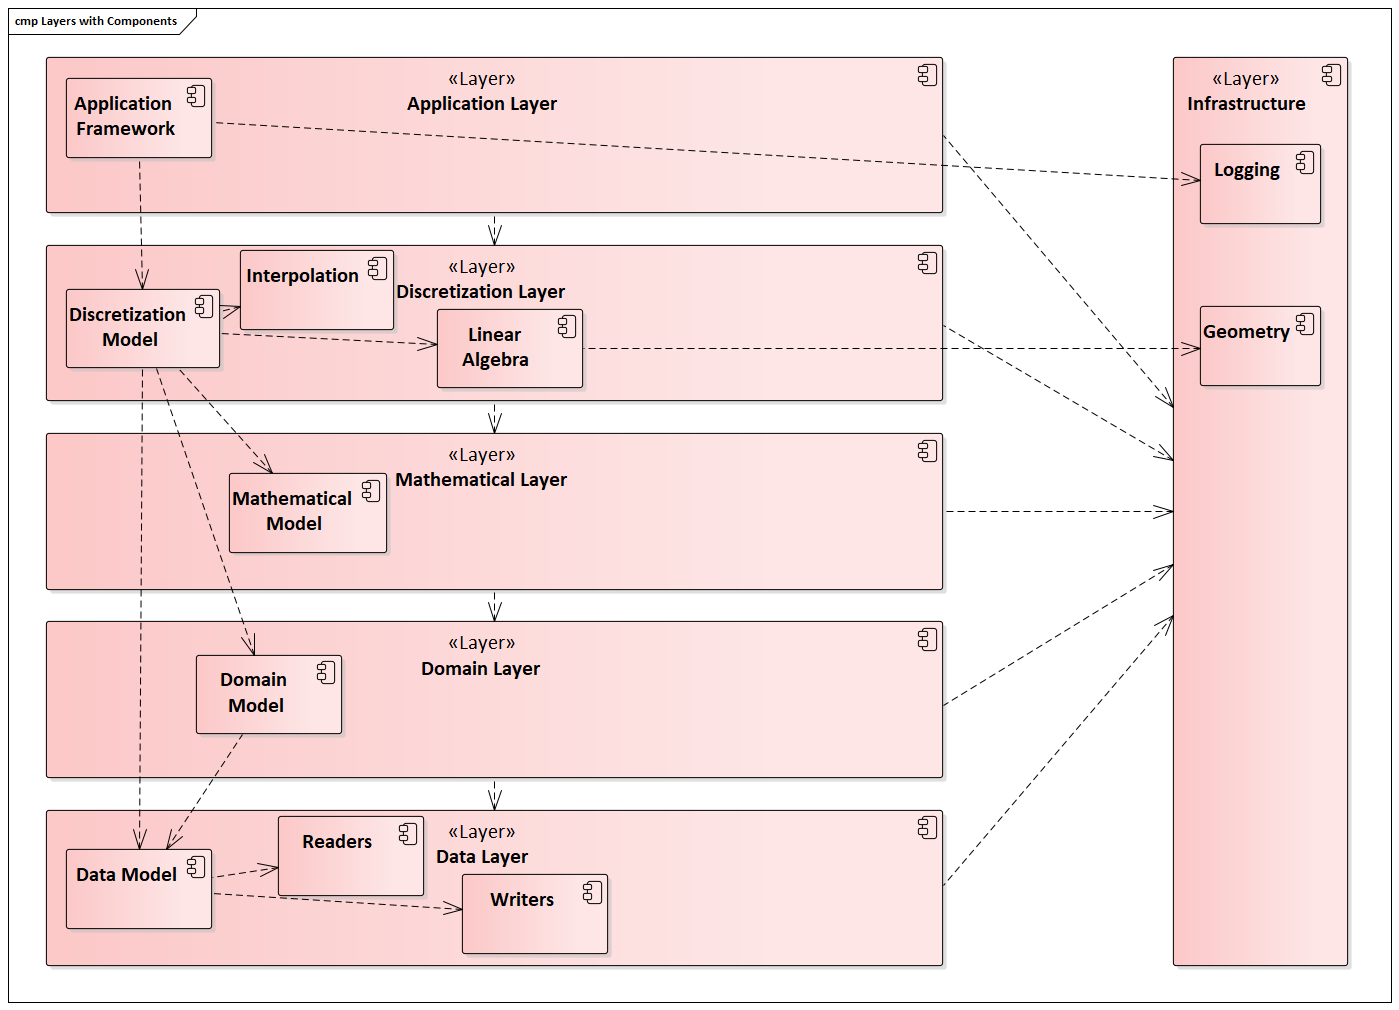 cmp Layers with Components
«Layer»
Application Layer
Application
Framework
«Layer»
Infrastructure
Logging
Geometry
«Layer»
Discretization Layer
Interpolation
Discretization
Model
Linear
Algebra
«Layer»
Mathematical Layer
Mathematical
Model
«Layer»
Domain Layer
Domain
Model
«Layer»
Data Layer
Readers
Data Model
Writers